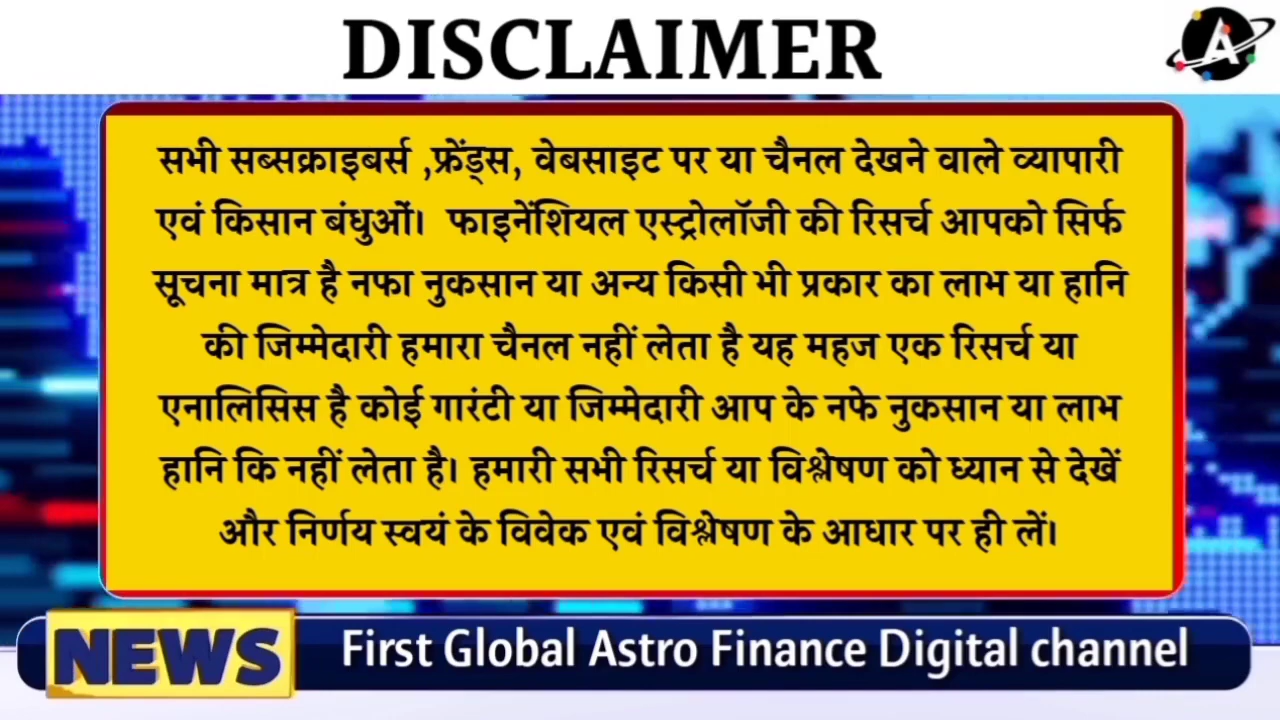 DISCLAIMER
A
सभी सब्सक्राइबर्स ,फ्रेंड्स, वेबसाइट पर या चैनल देखने वाले व्यापारी
एवं किसान बंधुओं।  फाइनेंशियल एस्ट्रोलॉजी की रिसर्च आपको सिर्फ
सूचना मात्र है नफा नुकसान या अन्य किसी भी प्रकार का लाभ या हानि
की जिम्मेदारी हमारा चैनल नहीं लेता है यह महज एक रिसर्च या
एनालिसिस है कोई गारंटी या जिम्मेदारी आप के नफे नुकसान या लाभ
हानि कि नहीं लेता है। हमारी सभी रिसर्च या विश्लेषण को ध्यान से देखें
और निर्णय स्वयं के विवेक एवं विश्लेषण के आधार पर ही लें।
NEWS
First Global Astro Finance Digital channel